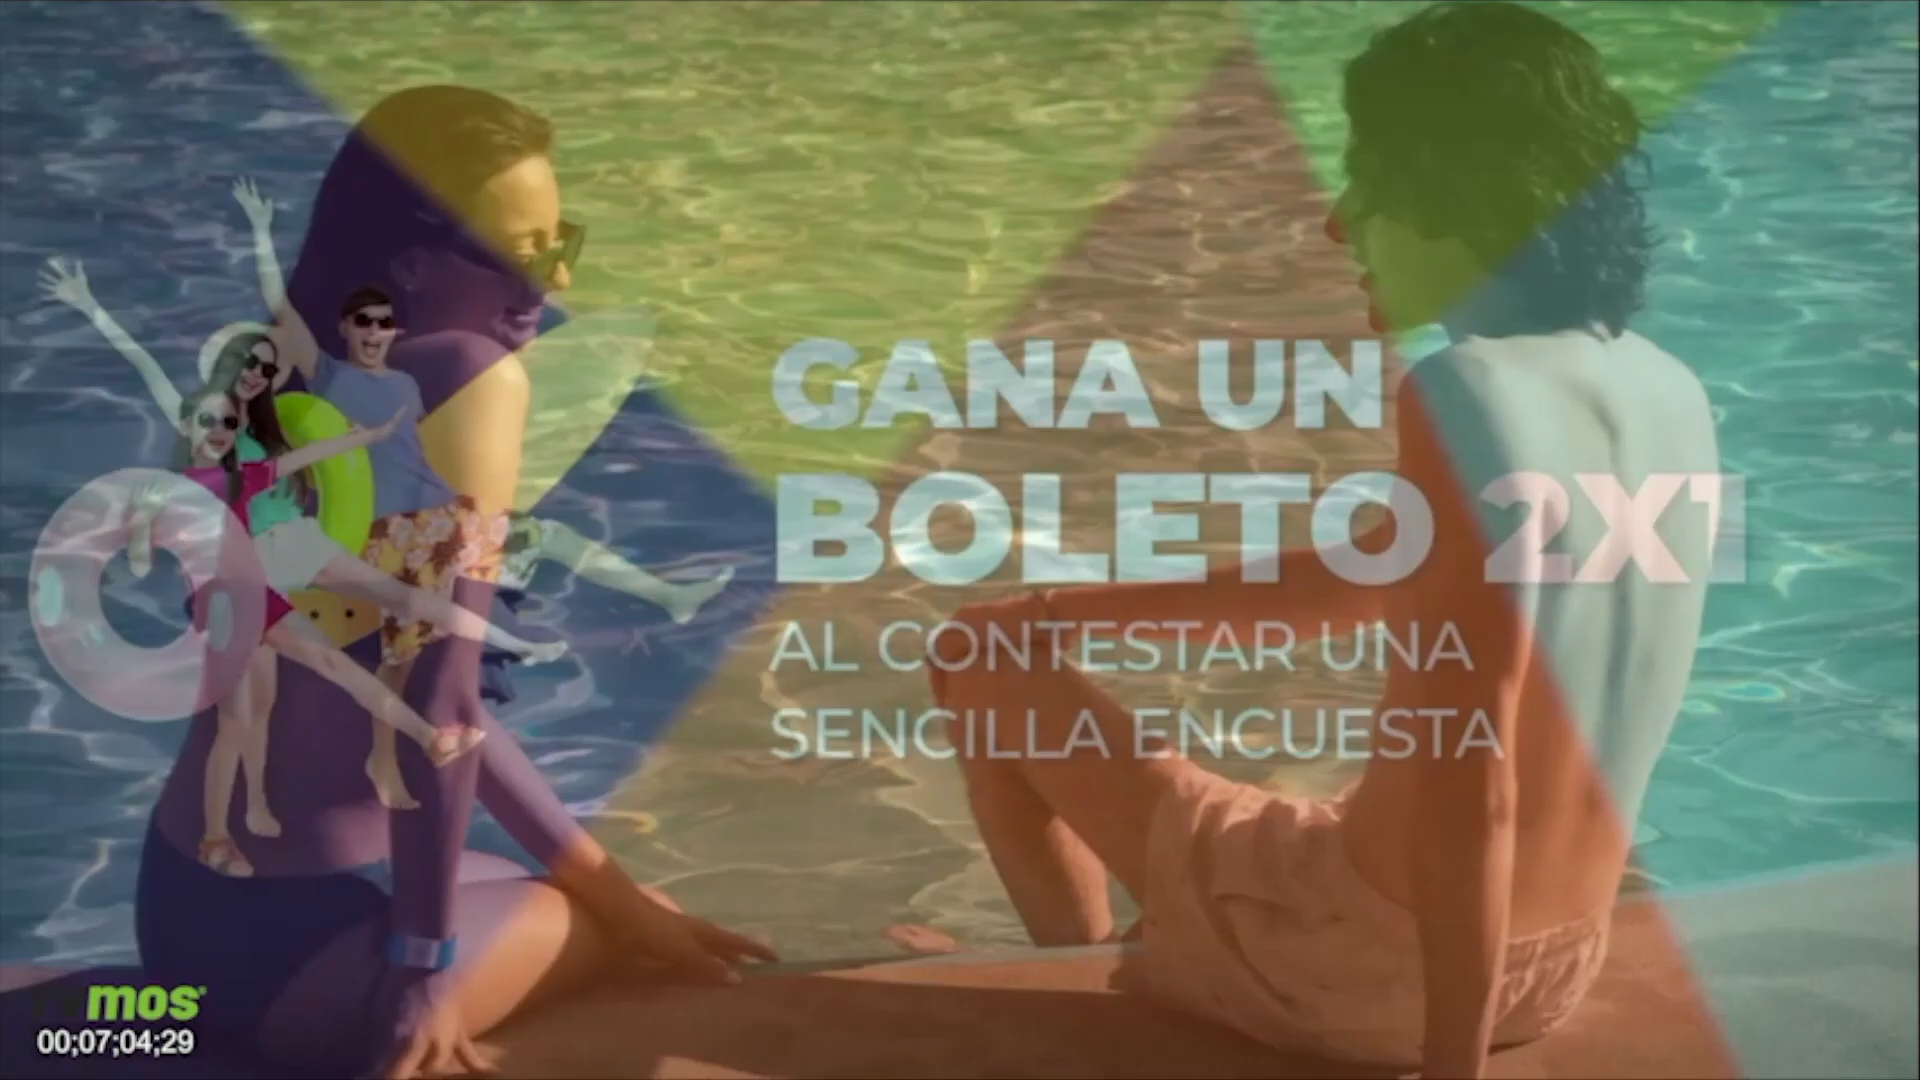 GANA UN
BOLETO 2X1
AL CONTESTAR UNA
SENCILLA ENCUESTA
mos
00;07;04;29